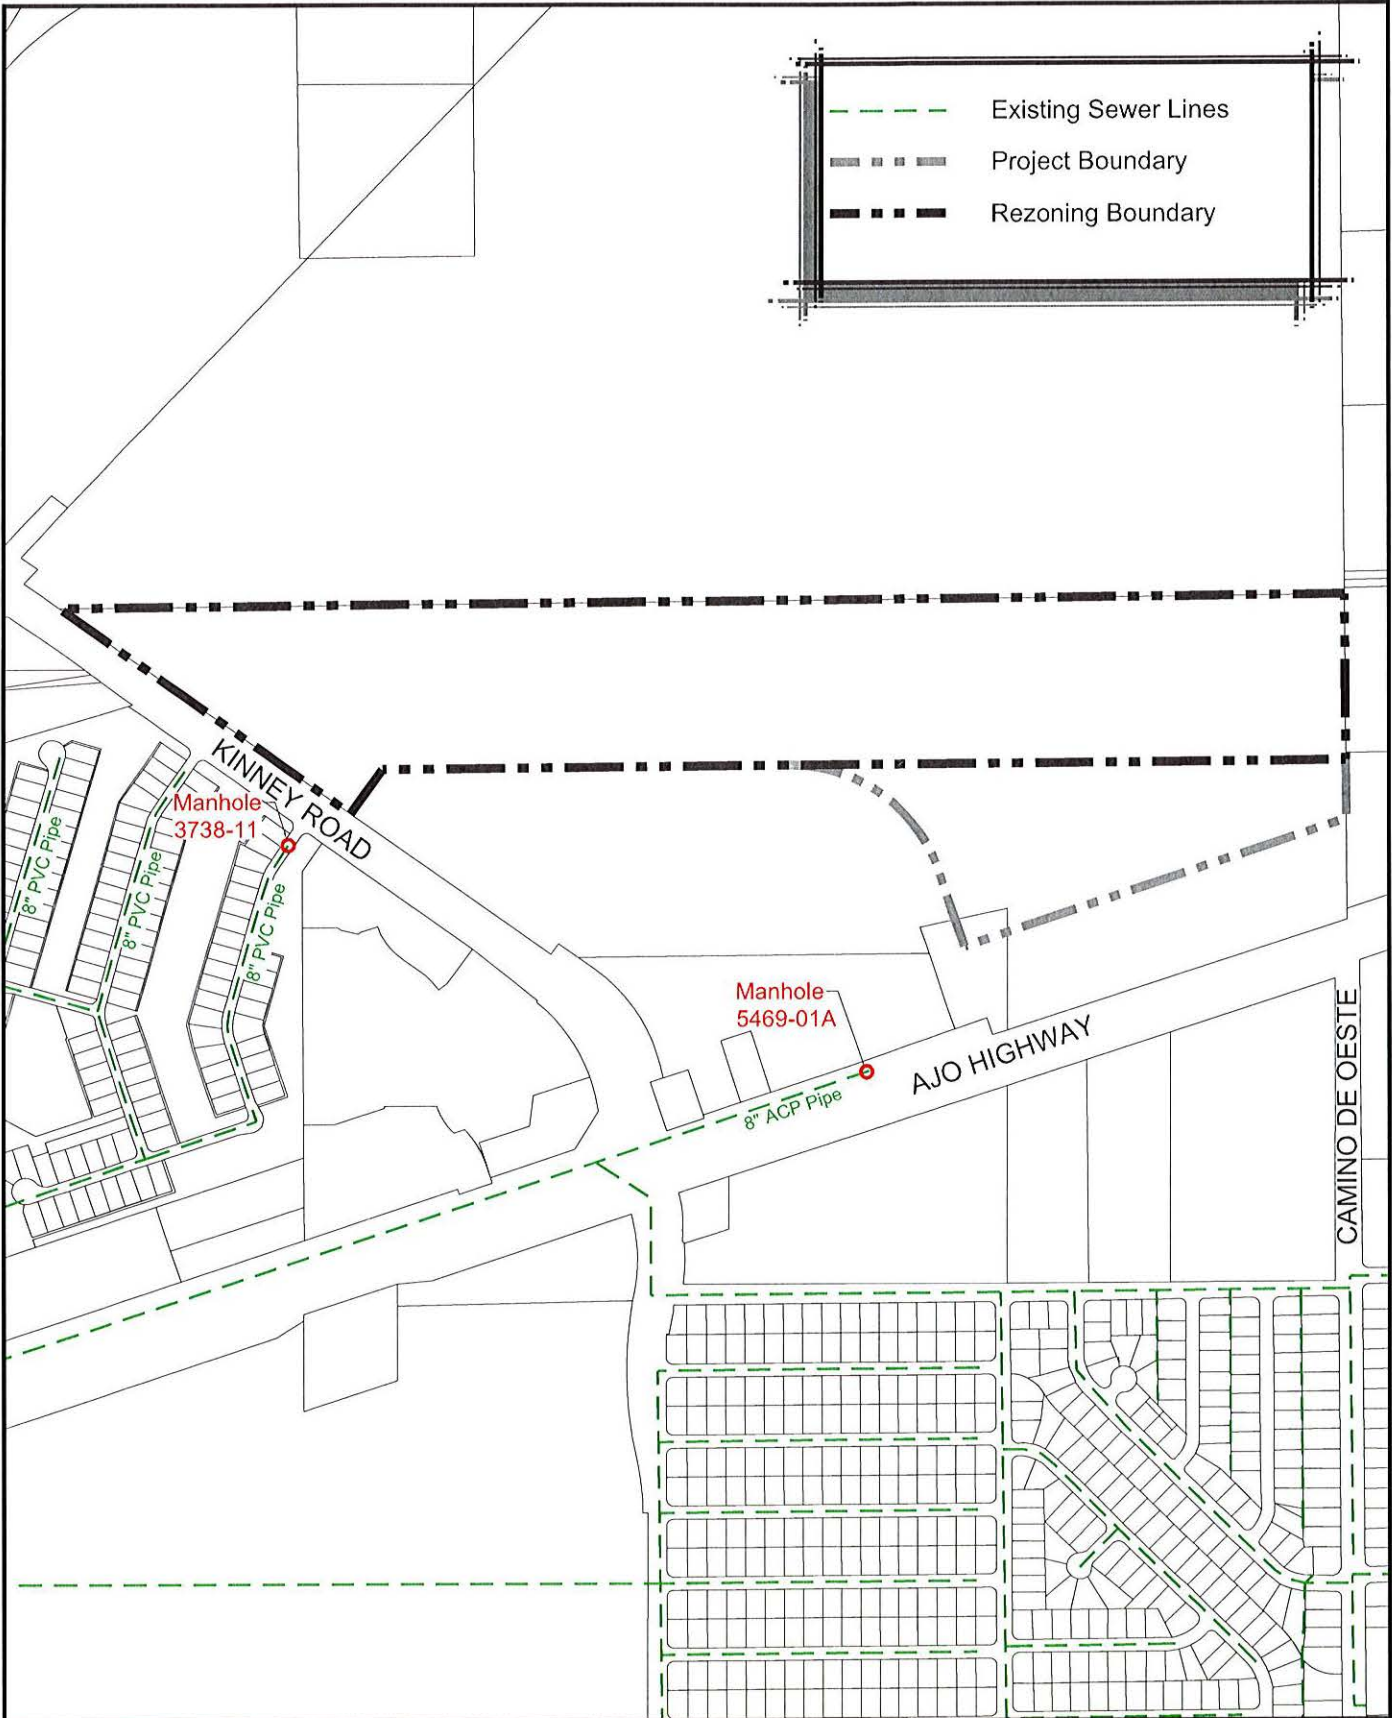 Existing Sewer Lines
Project Boundary
Rezoning Boundary
KINNEY ROAD
Manhole
3738-11
8" PVC Pipe
8" PVC Pipe
8" PVC Pipe
Manhole
5469-01A
8" ACP Pipe
AJO HIGHWAY
CAMINO DE OESTE